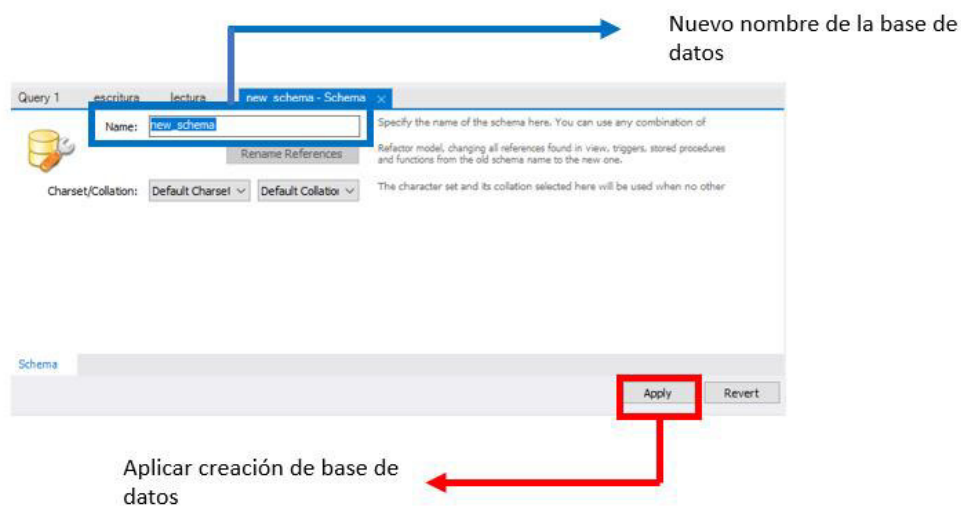 Nuevo nombre de la base de
datos
Query 1 escritura lectura new_schema - Schema
Name: new_schema
Specify the name of the schema here. You can use any combination of
Rename References
Refactor model, changing all references found in view, triggers, stored procedures
and functions from the old schema name to the new one.
Charset/Collation: Default Charset Default Collation
The character set and its collation selected here will be used when no other
Schema
Apply Revert
Aplicar creación de base de
datos